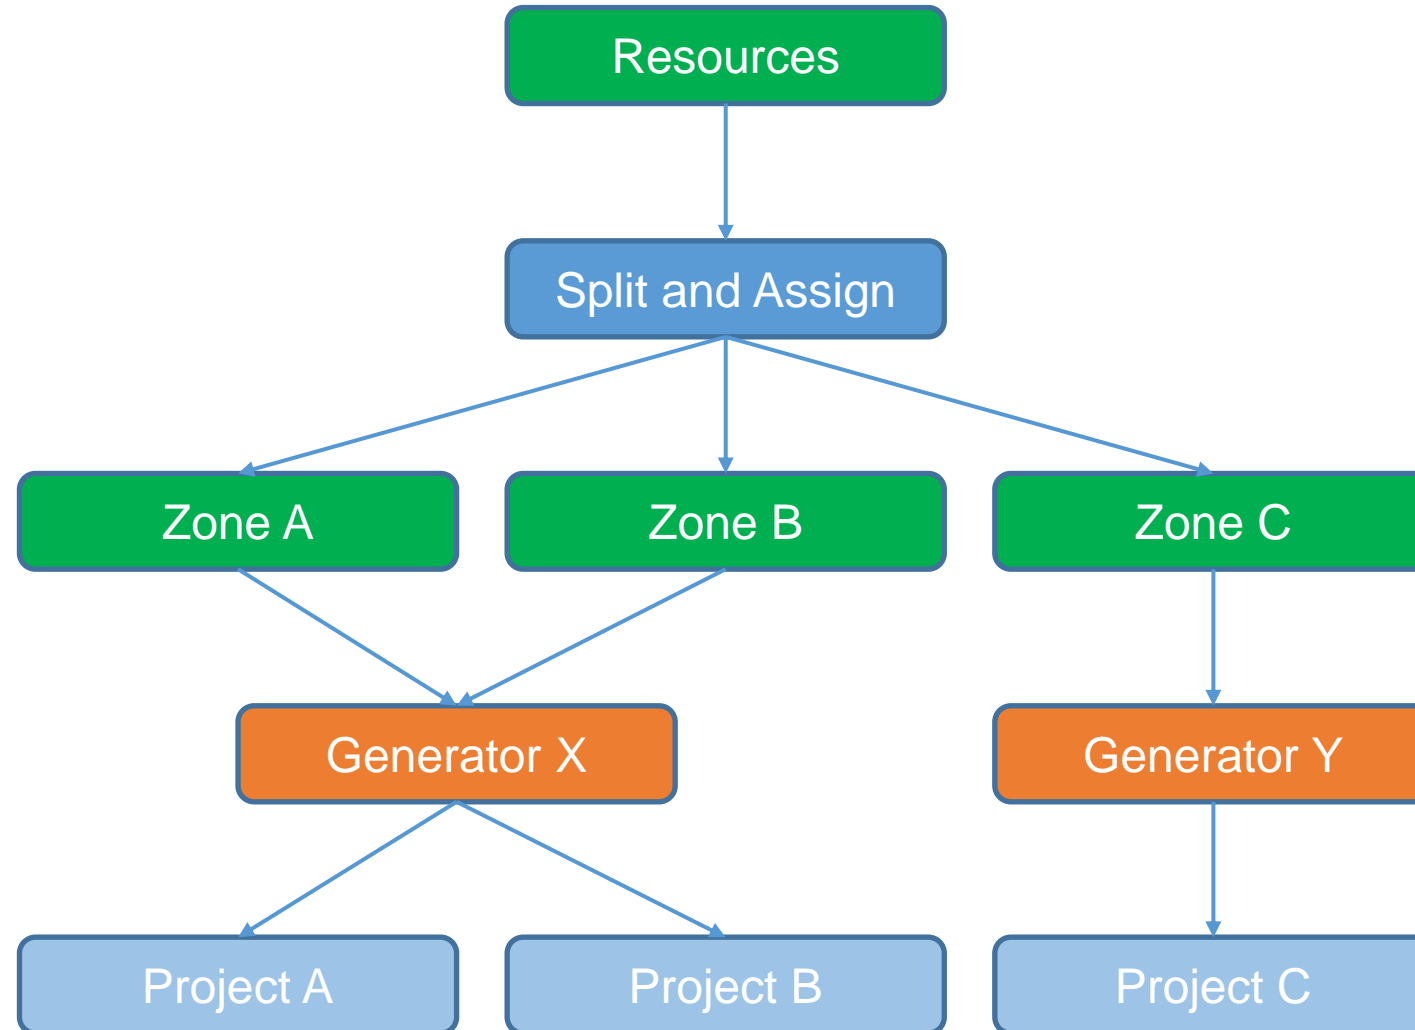 Resources
Split and Assign
Zone A
Zone B
Zone C
Generator X
Generator Y
Project A
Project B
Project C